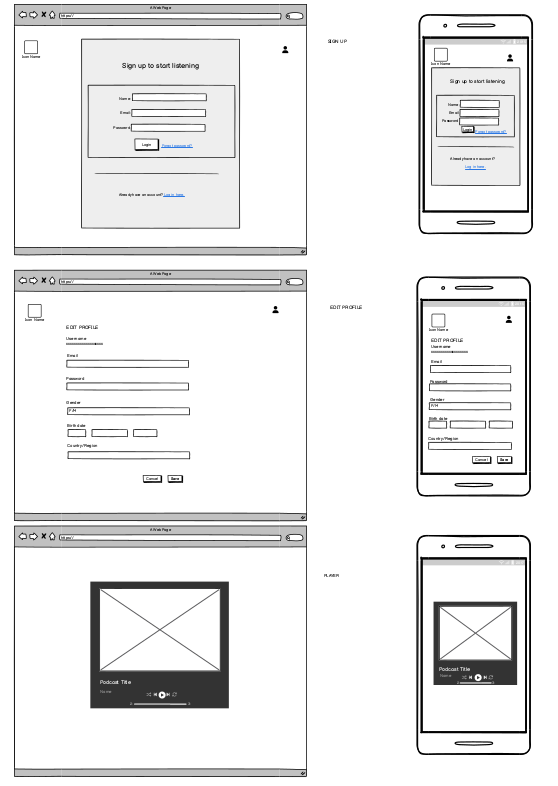 A Web Page
https://
Icon Name
Sign up to start listening
Name
Email
Password
Login
Forgot password?
Already have an account? Log in here.
SIGN UP
Icon Name
Sign up to start listening
Name
Email
Password
Login
Forgot password?
Already have an account?
Log in here.
A Web Page
https://
Icon Name
EDIT PROFILE
Username
Email
Password
Gender
F/M
Birth date
Country/Region
Cancel
Save
EDIT PROFILE
Icon Name
EDIT PROFILE
Username
Email
Password
Gender
F/M
Birth date
Country/Region
Cancel
Save
A Web Page
https://
Podcast Title
Name
PLAYER
Podcast Title
Name